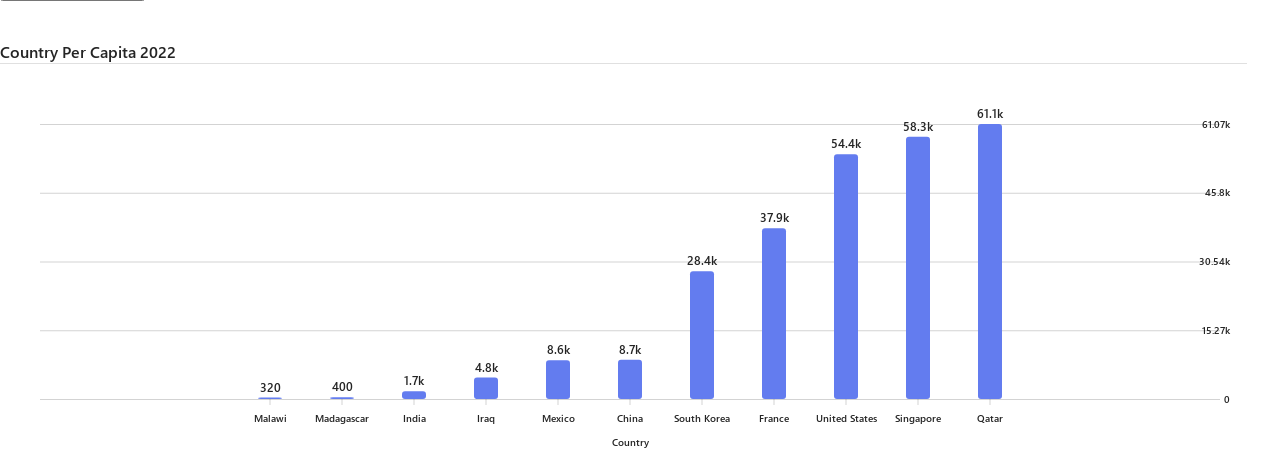 Country Per Capita 2022
61.1k
61.07k
58.3k
54.4k
45.8k
37.9k
30.54k
28.4k
15.27k
8.7k
8.6k
4.8k
1.7k
400
320
0
Malawi Madagascar India Iraq Mexico China South Korea France United States Singapore Qatar
Country